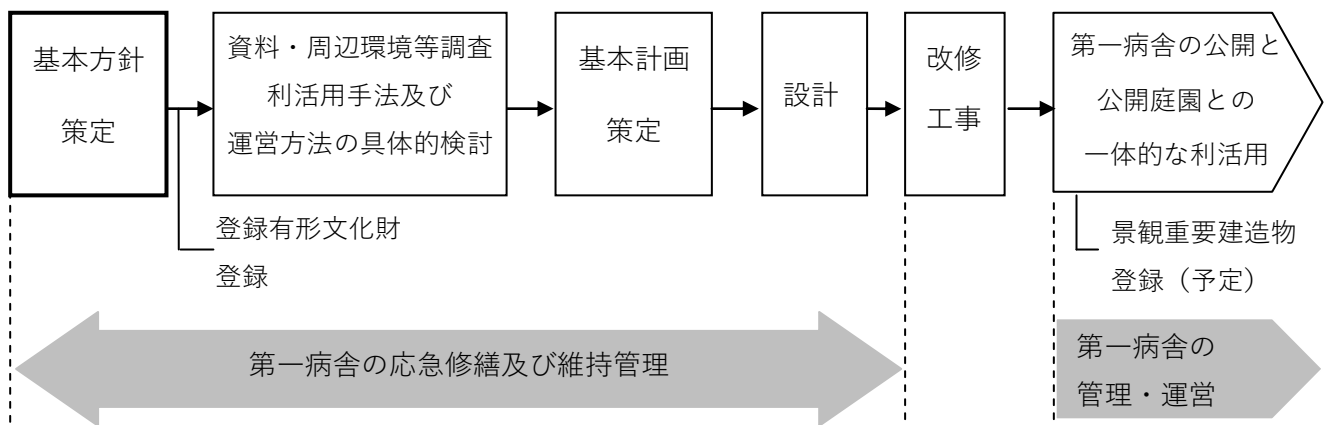 基本方針
策定
資料・周辺環境等調査
利活用手法及び
運営方法の具体的検討
基本計画
策定
設計
改修
工事
第一病舎の公開と
公開庭園との
一体的な利活用
登録有形文化財
登録
景観重要建造物
登録（予定）
第一病舎の応急修繕及び維持管理
第一病舎の
管理・運営